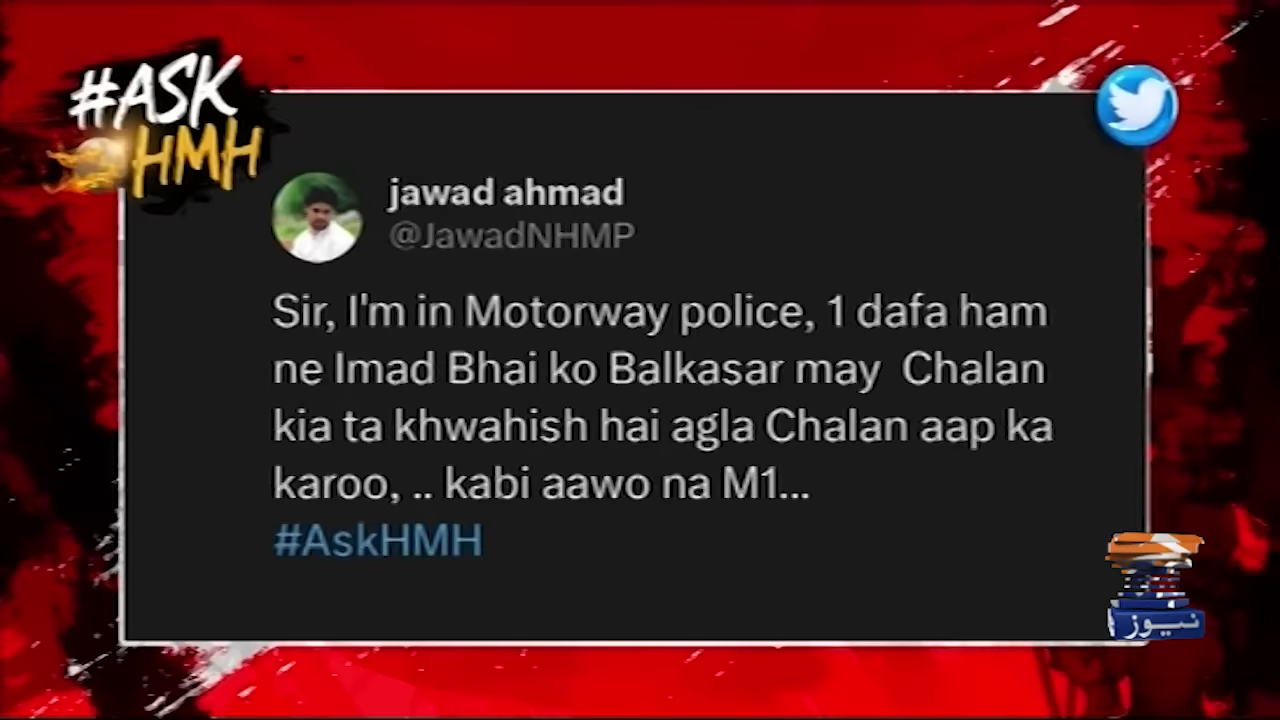 #ASK
HMH
jawad ahmad
@JawadNHMP
Sir, I'm in Motorway police, 1 dafa ham
ne Imad Bhai ko Balkasar may Chalan
kia ta khwahish hai agla Chalan aap ka
karoo, .. kabi aawo na M1...
#AskHMH
نیوز